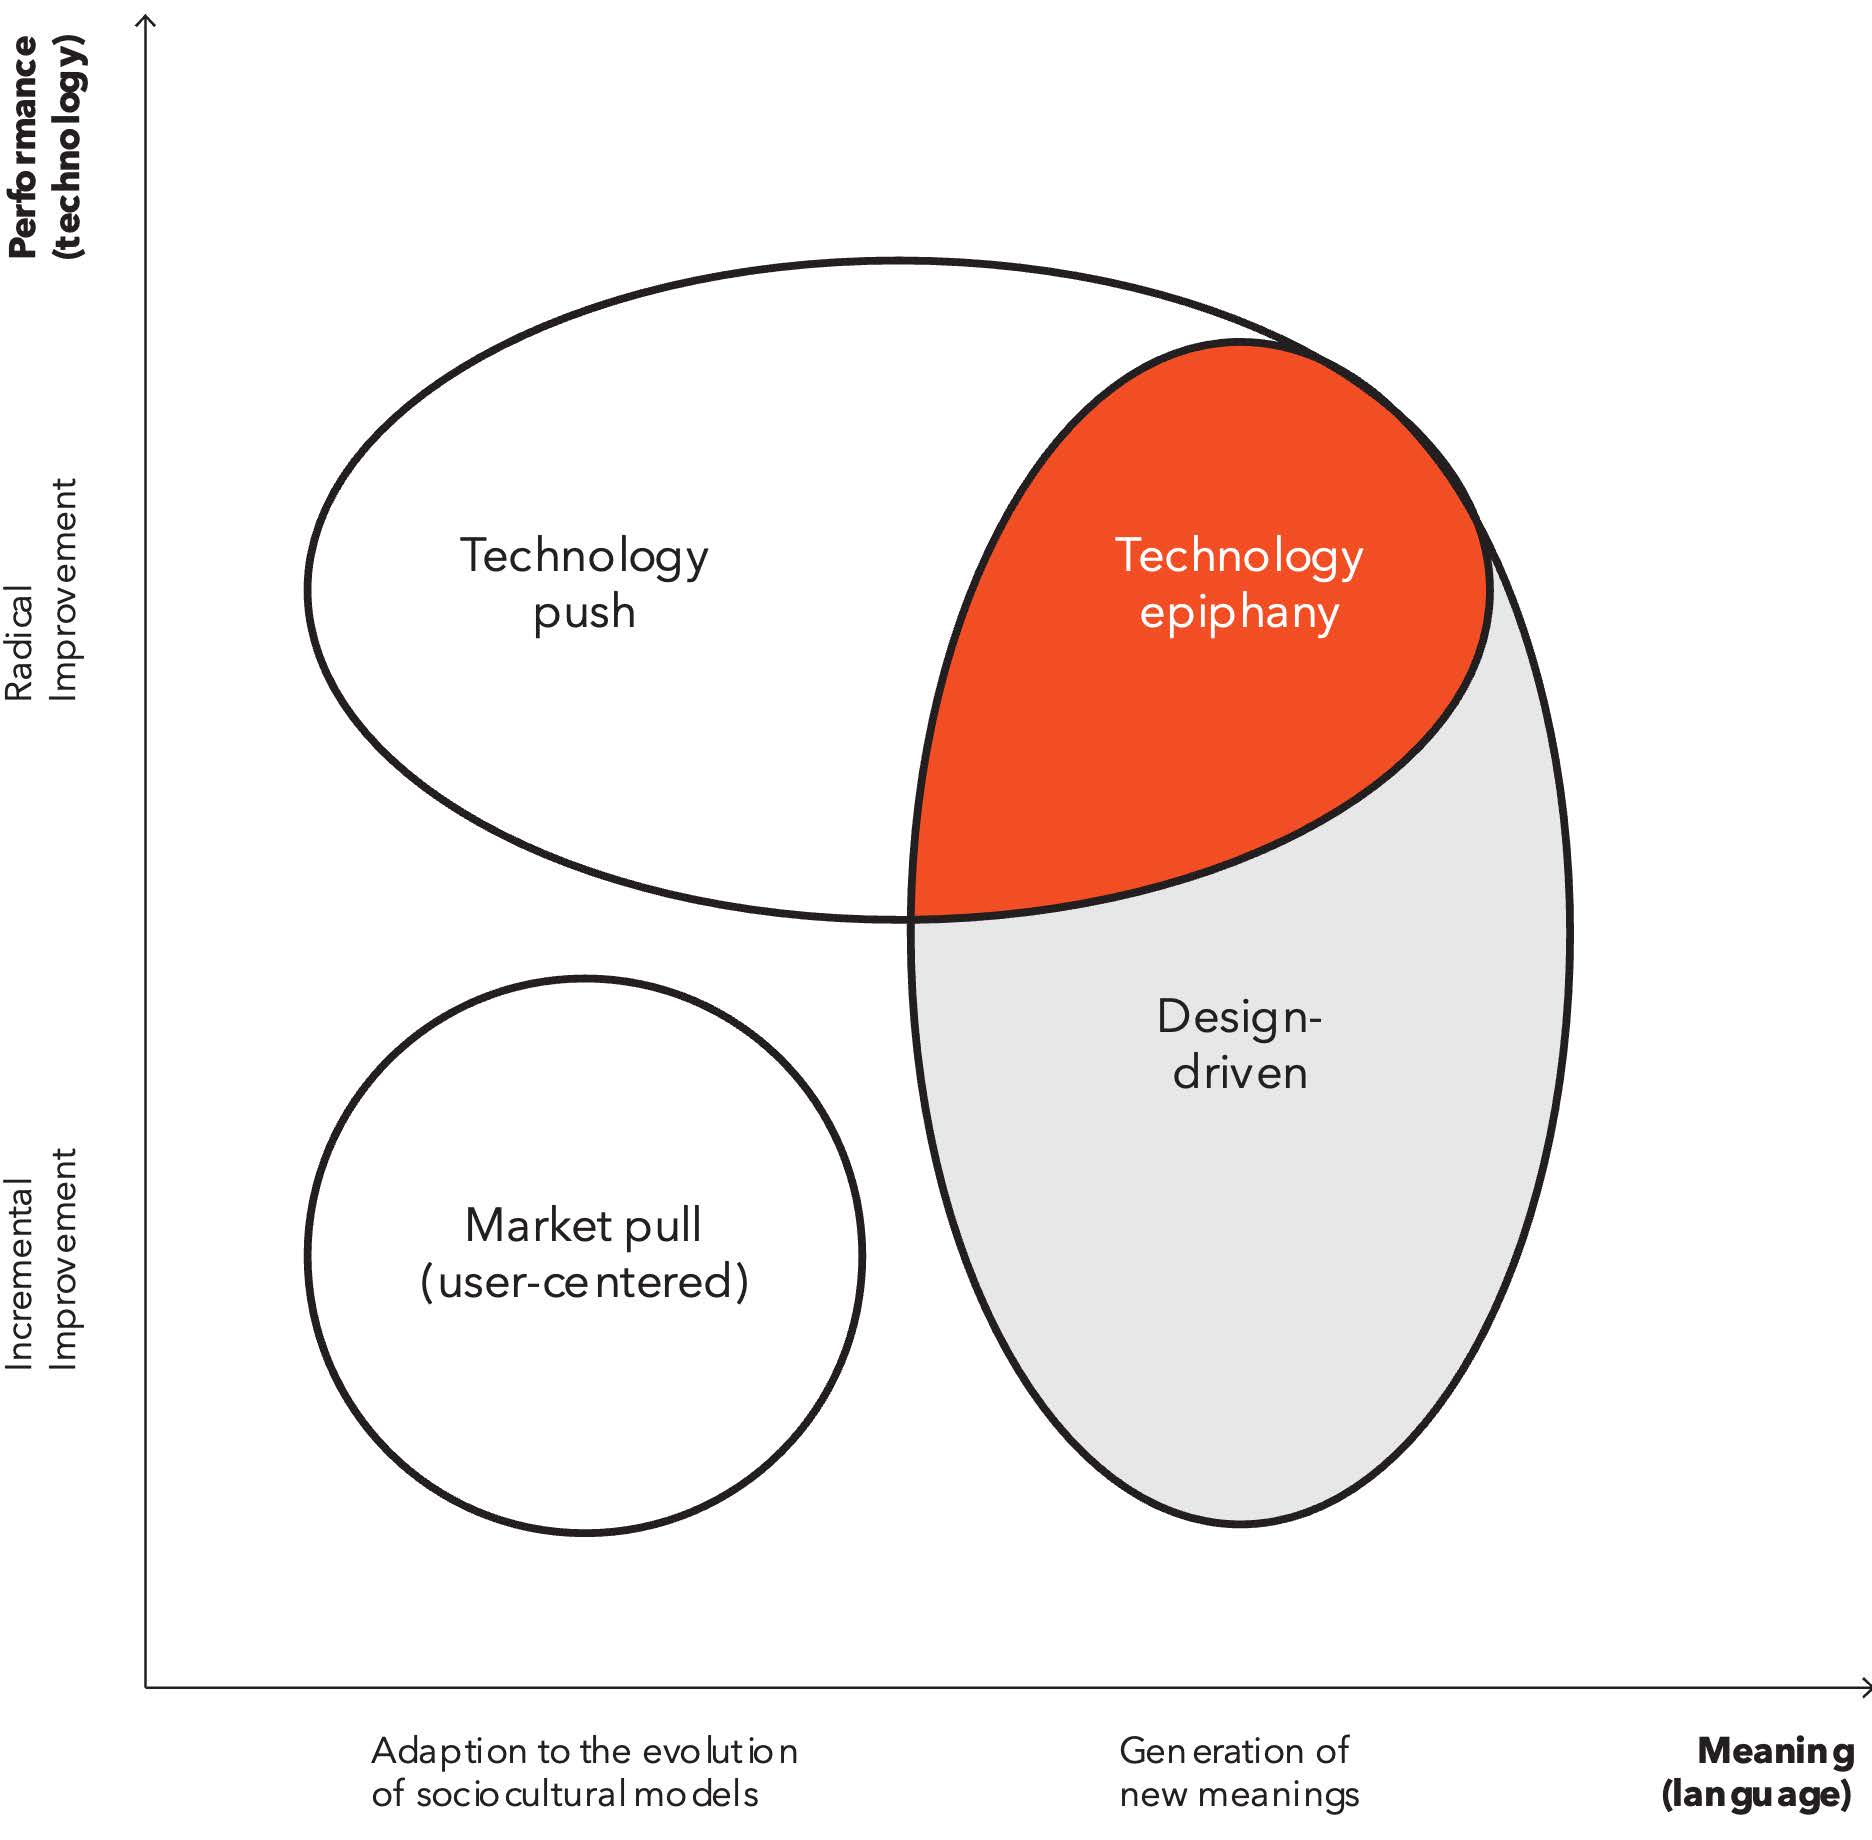 Performance
(technology)
Radical
Improvement
Incremental
Improvement
Technology
push
Technology
epiphany
Design-
driven
Market pull
(user-centered)
Adaption to the evolution
of sociocultural models
Generation of
new meanings
Meaning
(language)